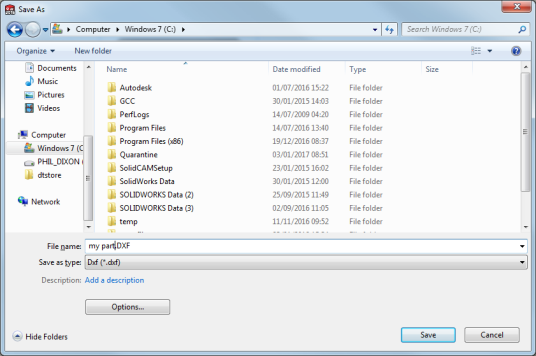 Save As
Computer Windows 7 (C:)
Search Windows 7 (C:)
Organize New folder
Documents
Music
Pictures
Videos
Computer
Windows 7 (C
PHIL_DIXON (
dtstore
Network
Name Date modified Type Size
Autodesk 01/07/2016 15:22 File folder
GCC 30/01/2015 14:03 File folder
PerfLogs 14/07/2009 04:20 File folder
Program Files 14/07/2016 13:40 File folder
Program Files (x86) 19/12/2016 08:37 File folder
Quarantine 03/01/2017 08:51 File folder
SolidCAMSetup 23/01/2015 16:02 File folder
SolidWorks Data 30/01/2015 12:00 File folder
SOLIDWORKS Data (2) 25/09/2015 11:49 File folder
SOLIDWORKS Data (3) 02/09/2016 11:05 File folder
temp 11/11/2016 09:52 File folder
File name: my part.DXF
Save as type: Dxf (*.dxf)
Description: Add a description
Options...
Hide Folders
Save Cancel